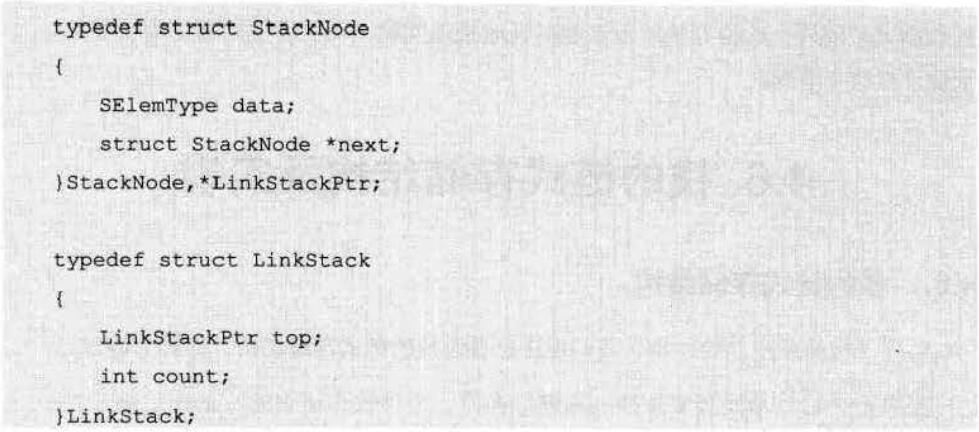 typedef struct StackNode
{
SElemType data;
struct StackNode *next;
}StackNode,*LinkStackPtr;
typedef struct LinkStack
{
LinkStackPtr top;
int count;
}LinkStack;